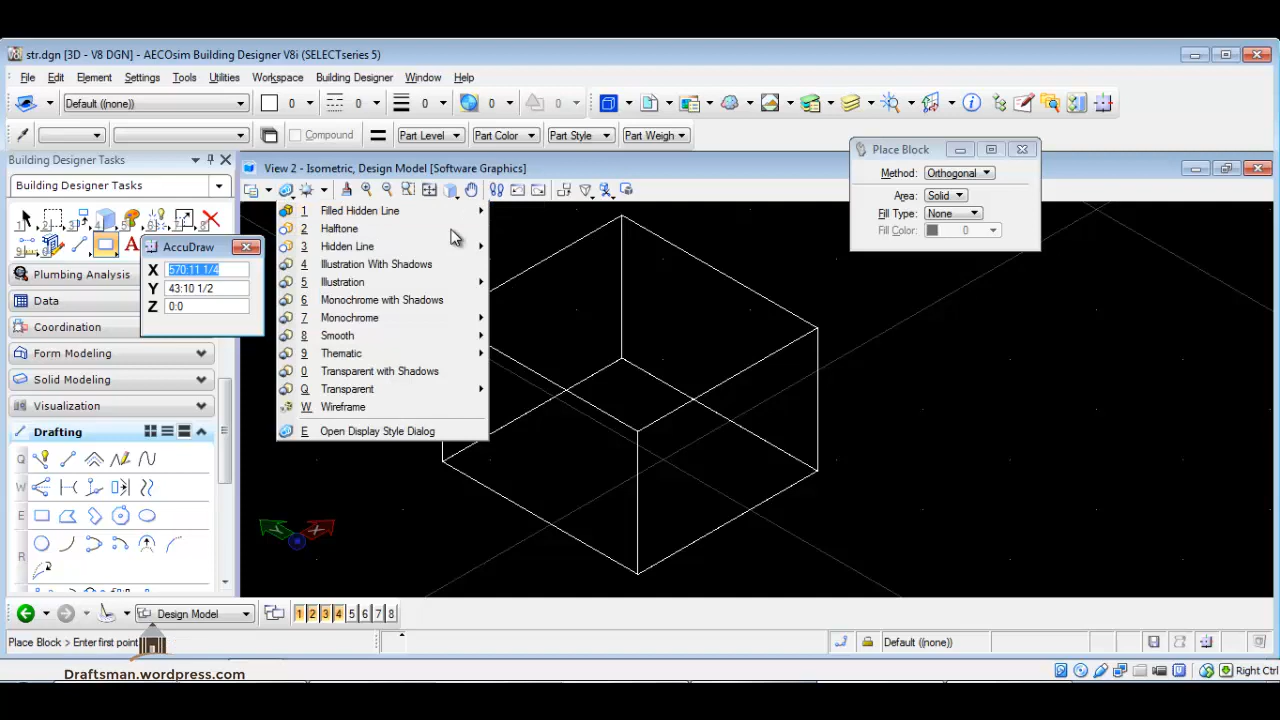 str.dgn [3D - V8 DGN] - AECOsim Building Designer V8i (SELECTseries 5)
File Edit Element Settings Tools Utilities Workspace Building Designer Window Help
Default ((none)) 0 0 0 0 0
Compound Part Level Part Color Part Style Part Weigh
Building Designer Tasks
Building Designer Tasks
A
Plumbing Analysis
Data
Coordination
Form Modeling
Solid Modeling
Visualization
Drafting
Q
W
E
R
AccuDraw
X 570:11 1/4
Y 43:10 1/2
Z 0:0
View 2 - Isometric, Design Model [Software Graphics]
1 Filled Hidden Line
2 Halftone
3 Hidden Line
4 Illustration With Shadows
5 Illustration
6 Monochrome with Shadows
7 Monochrome
8 Smooth
9 Thematic
0 Transparent with Shadows
Q Transparent
W Wireframe
E Open Display Style Dialog
Place Block
Method: Orthogonal
Area: Solid
Fill Type: None
Fill Color: 0
Y X
Design Model 1 2 3 4 5 6 7 8
Place Block > Enter first point
Default ((none))
Draftsman.wordpress.com
Right Ctrl